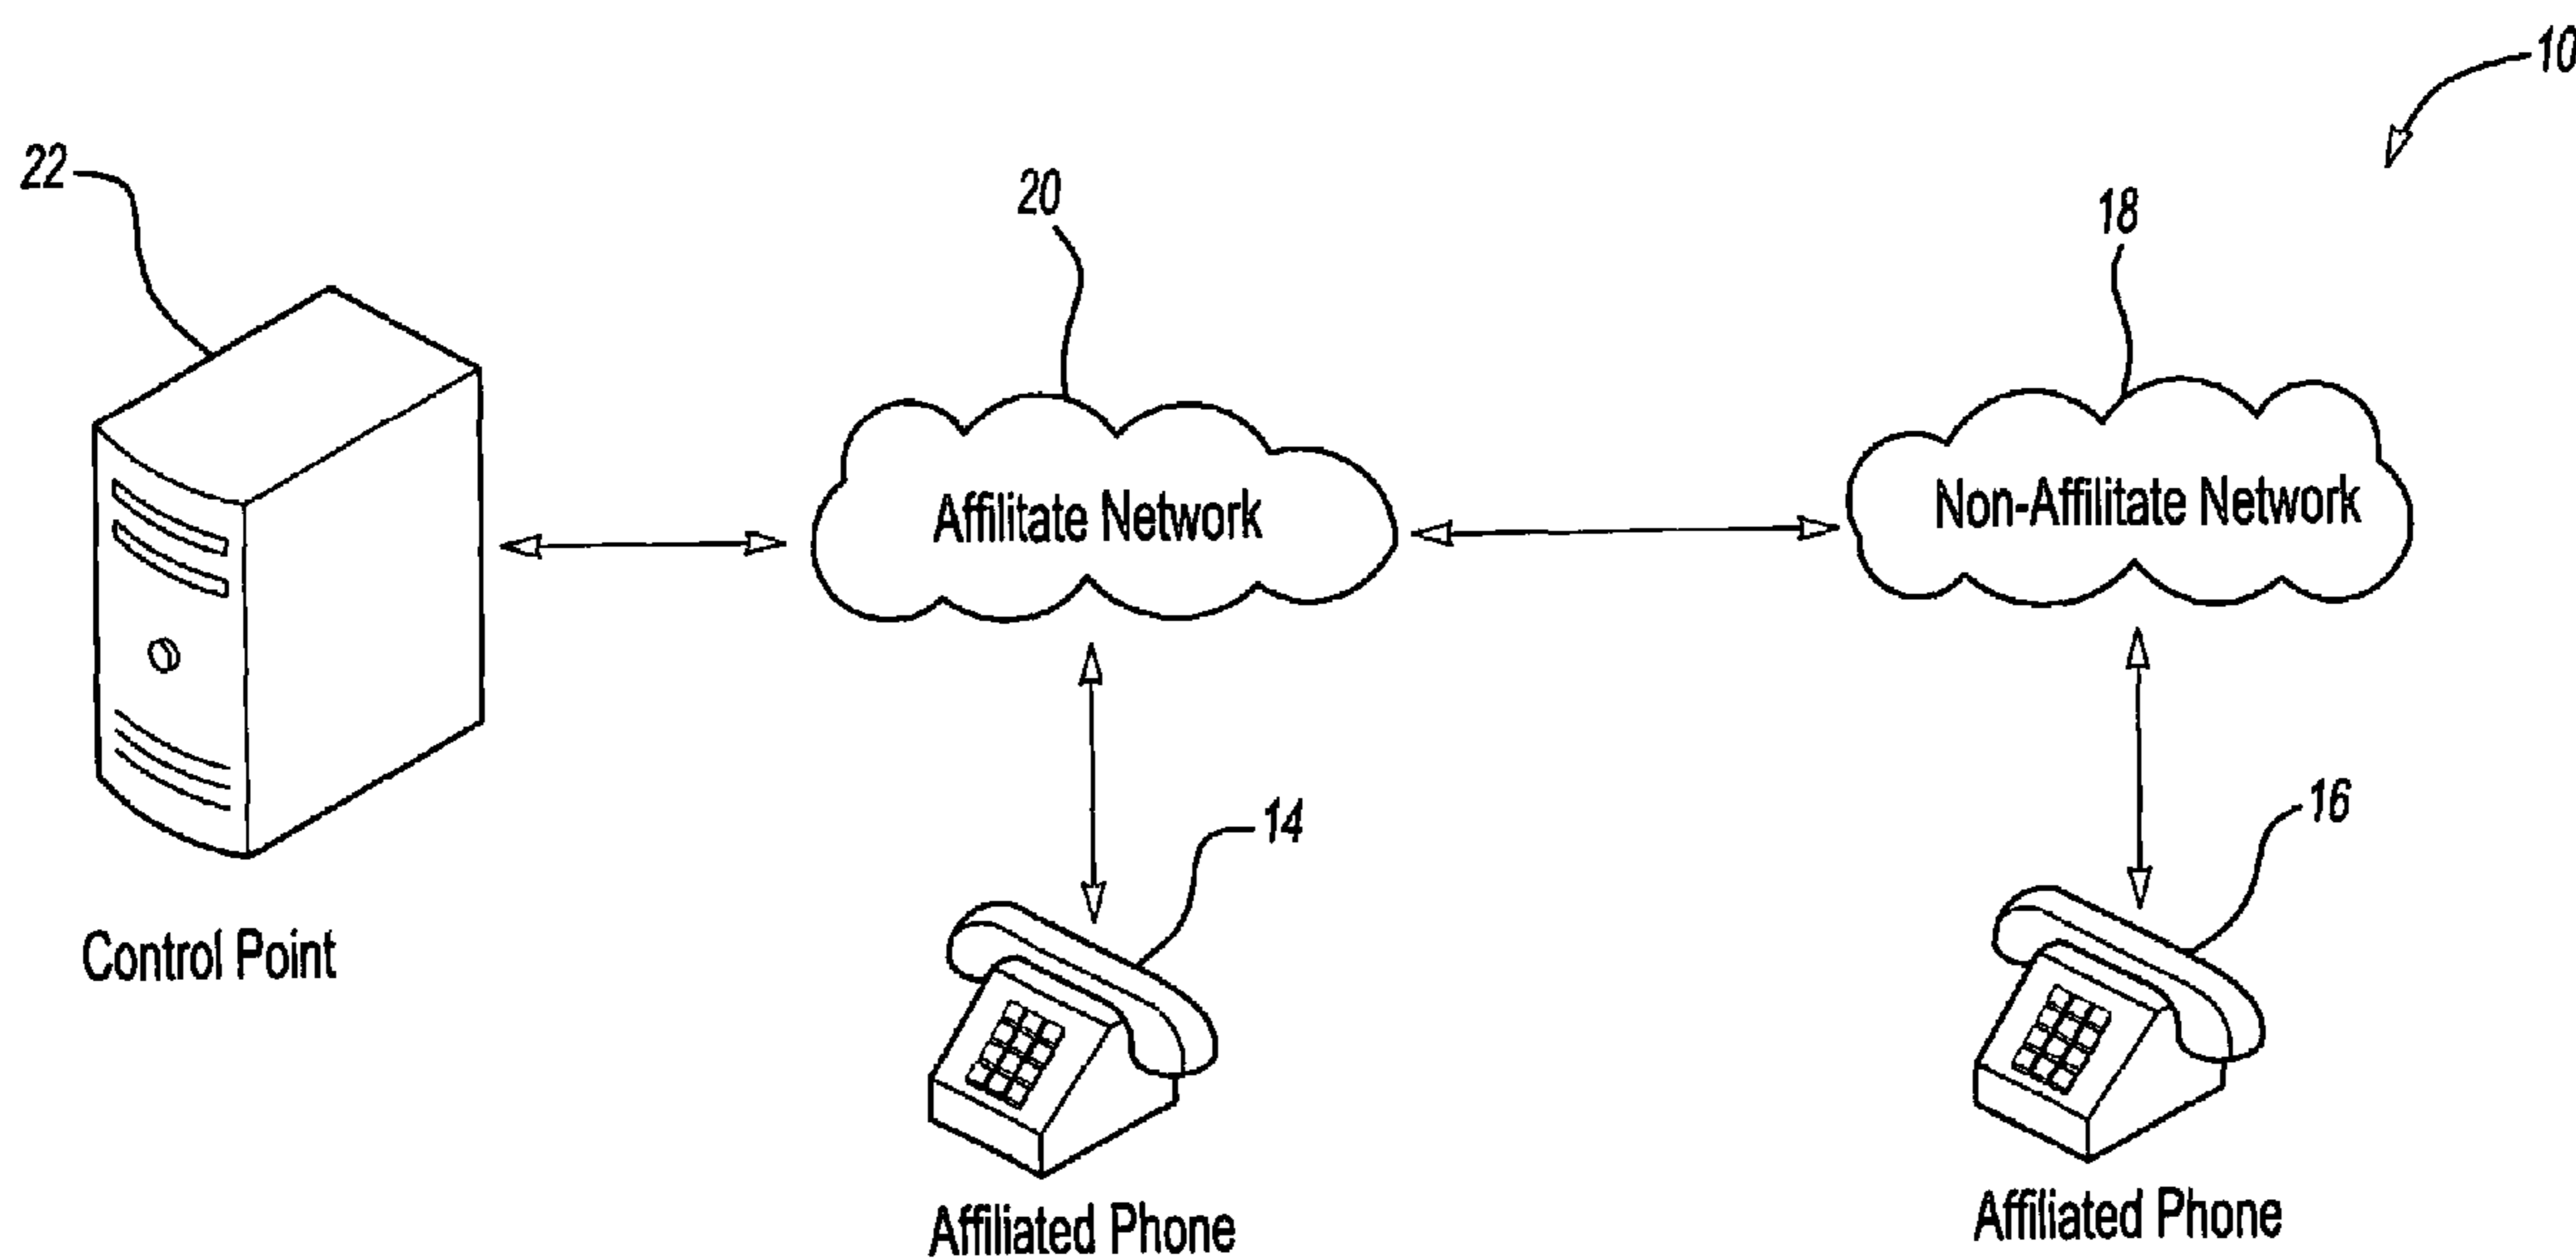 10
22
20
18
Affilitate Network
Non-Affilitate Network
14
16
Control Point
Affiliated Phone
Affiliated Phone